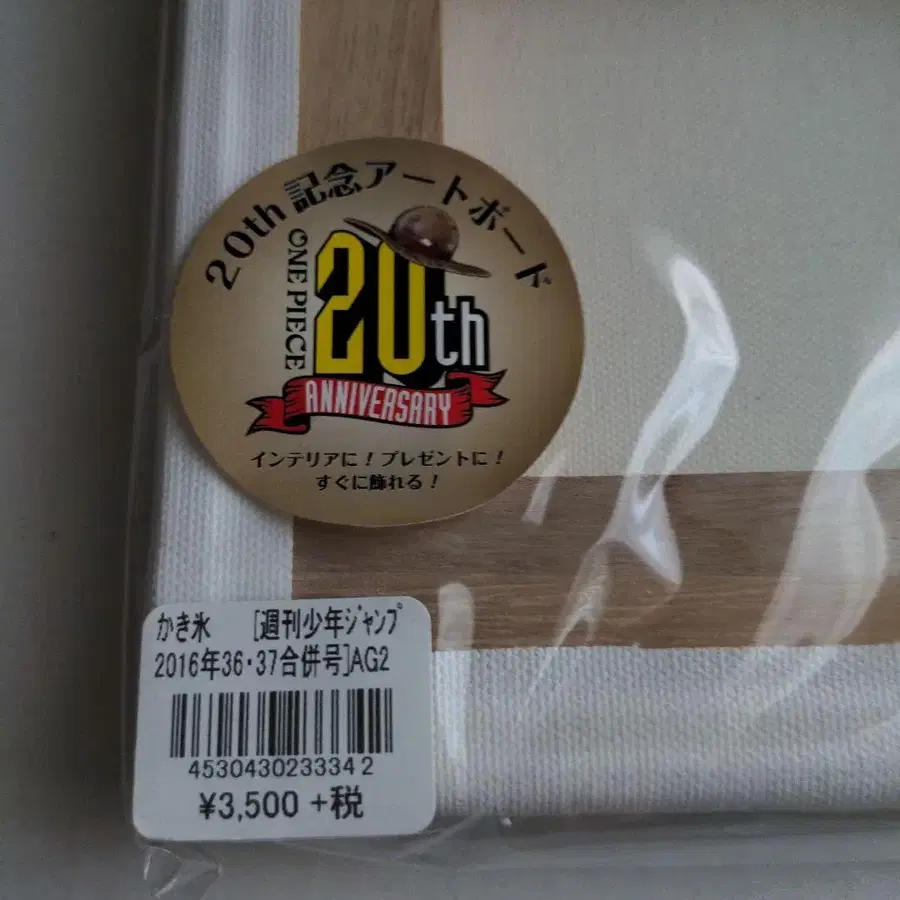 20th 記念アートボード
ONE PIECE
20th
ANNIVERSARY
インテリアに！プレゼントに！
すぐに飾れる！
かき氷 [週刊少年ｼﾞｬﾝﾌﾟ
2016年36･37合併号]AG2
4530430233342
¥3,500 +税